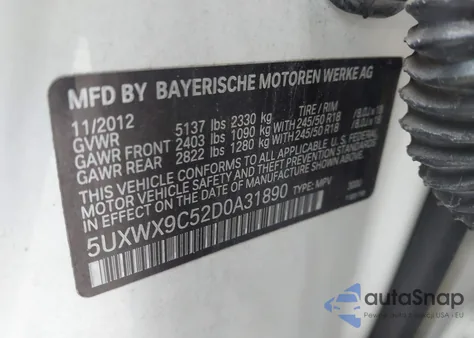 MFD BY BAYERISCHE MOTOREN WERKE AG
11/2012
GVWR 5137 lbs 2330 kg TIRE / RIM
GAWR FRONT 2403 lbs 1090 kg WITH 245/50 R18
GAWR REAR 2822 lbs 1280 kg WITH 245/50 R18
THIS VEHICLE CONFORMS TO ALL APPLICABLE U.S. FEDERAL
MOTOR VEHICLE SAFETY STANDARDS
IN EFFECT ON THE DATE OF MANUFACTURE SHOWN ABOVE.
5UXWX9C52D0A31890 TYPE: MPV
autoSnap